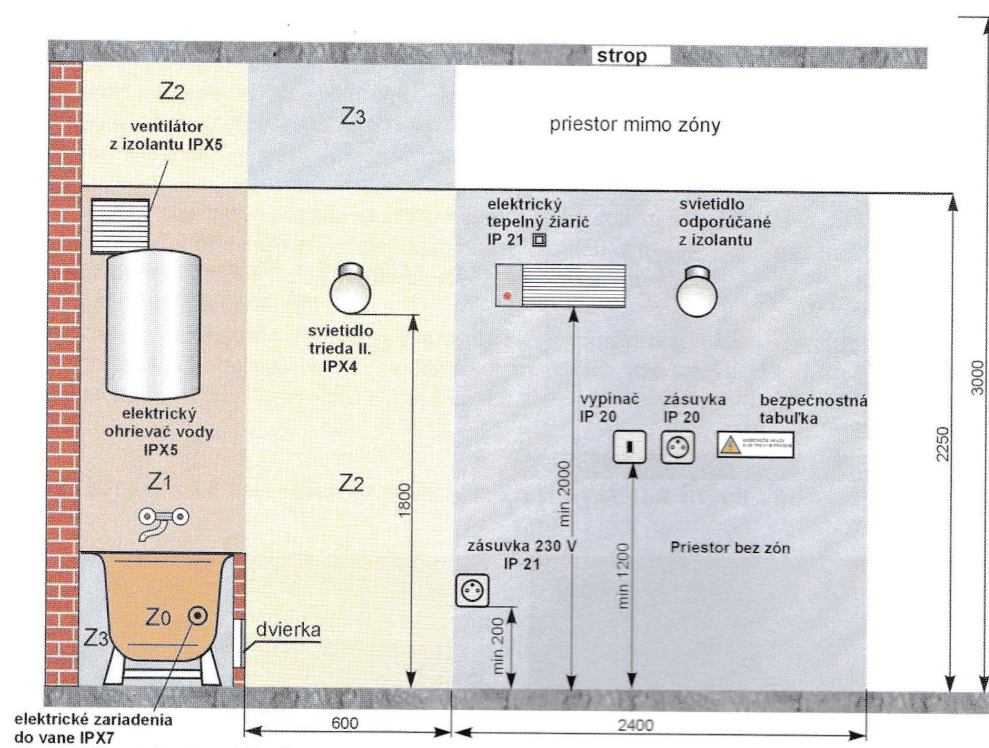 strop
Z2
Z3
priestor mimo zóny
ventilátor
z izolantu IPX5
elektrický
tepelný žiarič
IP 21
svietidlo
odporúčané
z izolantu
3000
svietidlo
trieda II.
IPX4
vypínač
IP 20
zásuvka
IP 20
bezpečnostná
tabuľka
elektrický
ohrievač vody
IPX5
2250
Z1
Z2
1800
min 2000
zásuvka 230 V
IP 21
Priestor bez zón
min 1200
Z0
Z3
dvierka
min 200
elektrické zariadenia
do vane IPX7
600
2400